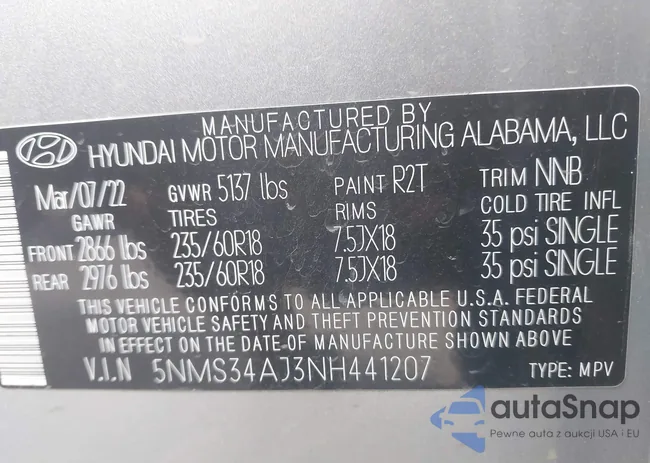 MANUFACTURED BY
HYUNDAI MOTOR MANUFACTURING ALABAMA, LLC
Mar/07/22 GVWR 5137 lbs PAINT R2T TRIM NNB
GAWR TIRES RIMS COLD TIRE INFL
FRONT 2866 lbs 235/60R18 7.5JX18 35 psi SINGLE
REAR 2976 lbs 235/60R18 7.5JX18 35 psi SINGLE
THIS VEHICLE CONFORMS TO ALL APPLICABLE U.S.A. FEDERAL
MOTOR VEHICLE SAFETY AND THEFT PREVENTION STANDARDS
IN EFFECT ON THE DATE OF MANUFACTURE SHOWN ABOVE.
V.I.N 5NMS34AJ3NH441207 TYPE: MPV
autaSnap
Pewne auta z aukcji USA i EU